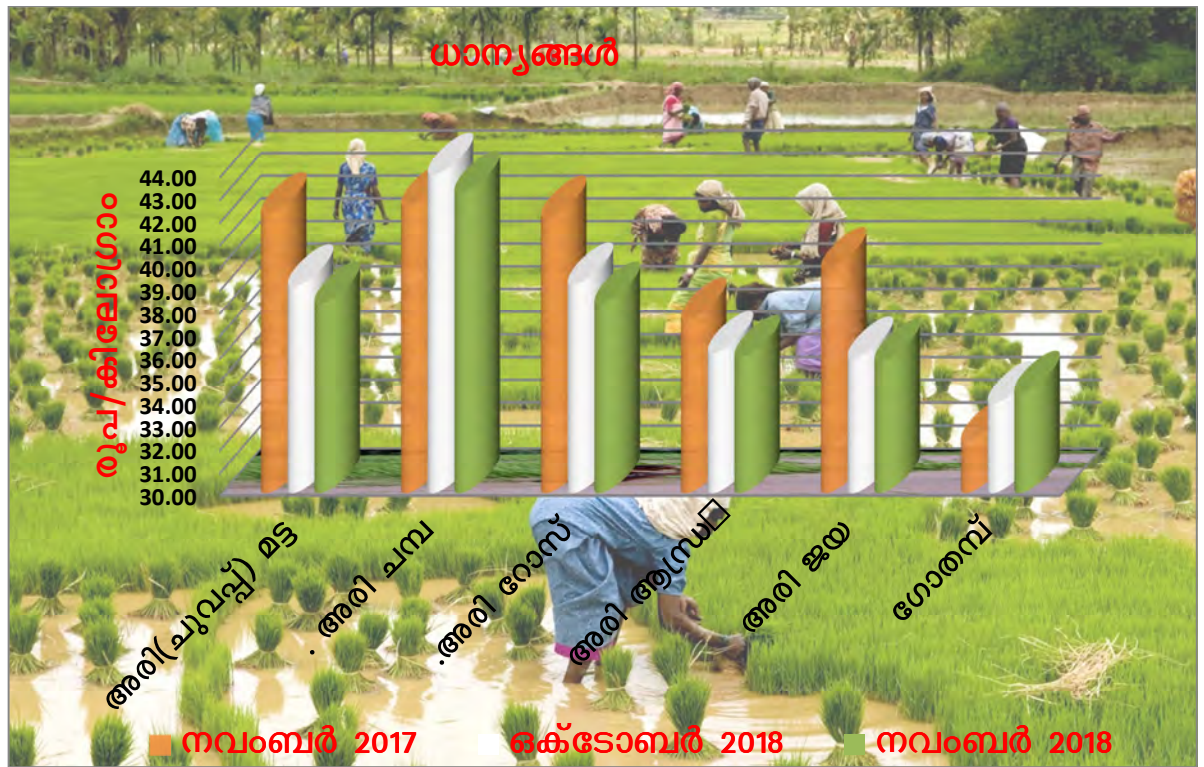 ധാന്യങ്ങൾ
രൂപ/കിലോഗ്രാം
44.00
43.00
42.00
41.00
40.00
39.00
38.00
37.00
36.00
35.00
34.00
33.00
32.00
31.00
30.00
അരി(ചുവപ്പ്) മട്ട
. അരി ചമ്പ
.അരി റോസ്
അരി ആന്ധ്ര
അരി ജയ
ഗോതമ്പ്
നവംബർ 2017 ഒക്ടോബർ 2018 നവംബർ 2018